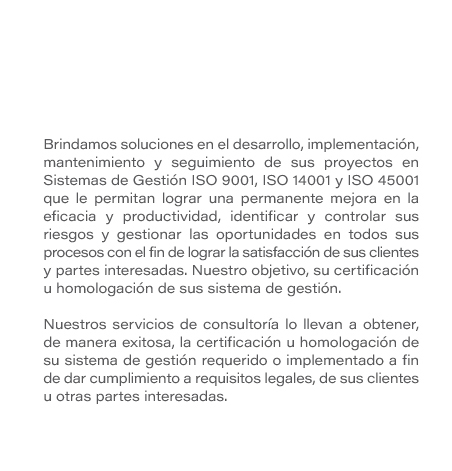 Brindamos soluciones en el desarrollo, implementación,
mantenimiento y seguimiento de sus proyectos en
Sistemas de Gestión ISO 9001, ISO 14001 y ISO 45001
que le permitan lograr una permanente mejora en la
eficacia y productividad, identificar y controlar sus
riesgos y gestionar las oportunidades en todos sus
procesos con el fin de lograr la satisfacción de sus clientes
y partes interesadas. Nuestro objetivo, su certificación
u homologación de sus sistema de gestión.
Nuestros servicios de consultoría lo llevan a obtener,
de manera exitosa, la certificación u homologación de
su sistema de gestión requerido o implementado a fin
de dar cumplimiento a requisitos legales, de sus clientes
u otras partes interesadas.